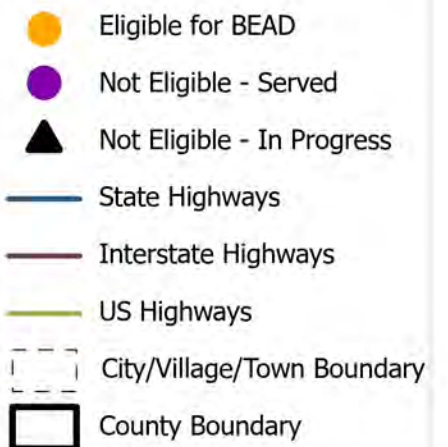 Eligible for BEAD
Not Eligible - Served
Not Eligible - In Progress
State Highways
Interstate Highways
US Highways
City/Village/Town Boundary
County Boundary